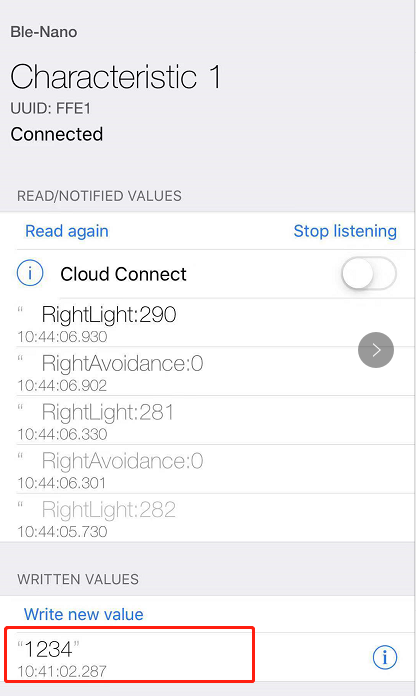 Ble-Nano
Characteristic 1
UUID: FFE1
Connected
READ/NOTIFIED VALUES
Read again Stop listening
Cloud Connect
“ RightLight:290
10:44:06.930
“ RightAvoidance:0
10:44:06.902
“ RightLight:281
10:44:06.330
“ RightAvoidance:0
10:44:06.301
“ RightLight:282
10:44:05.730
WRITTEN VALUES
Write new value
“1234”
10:41:02.287